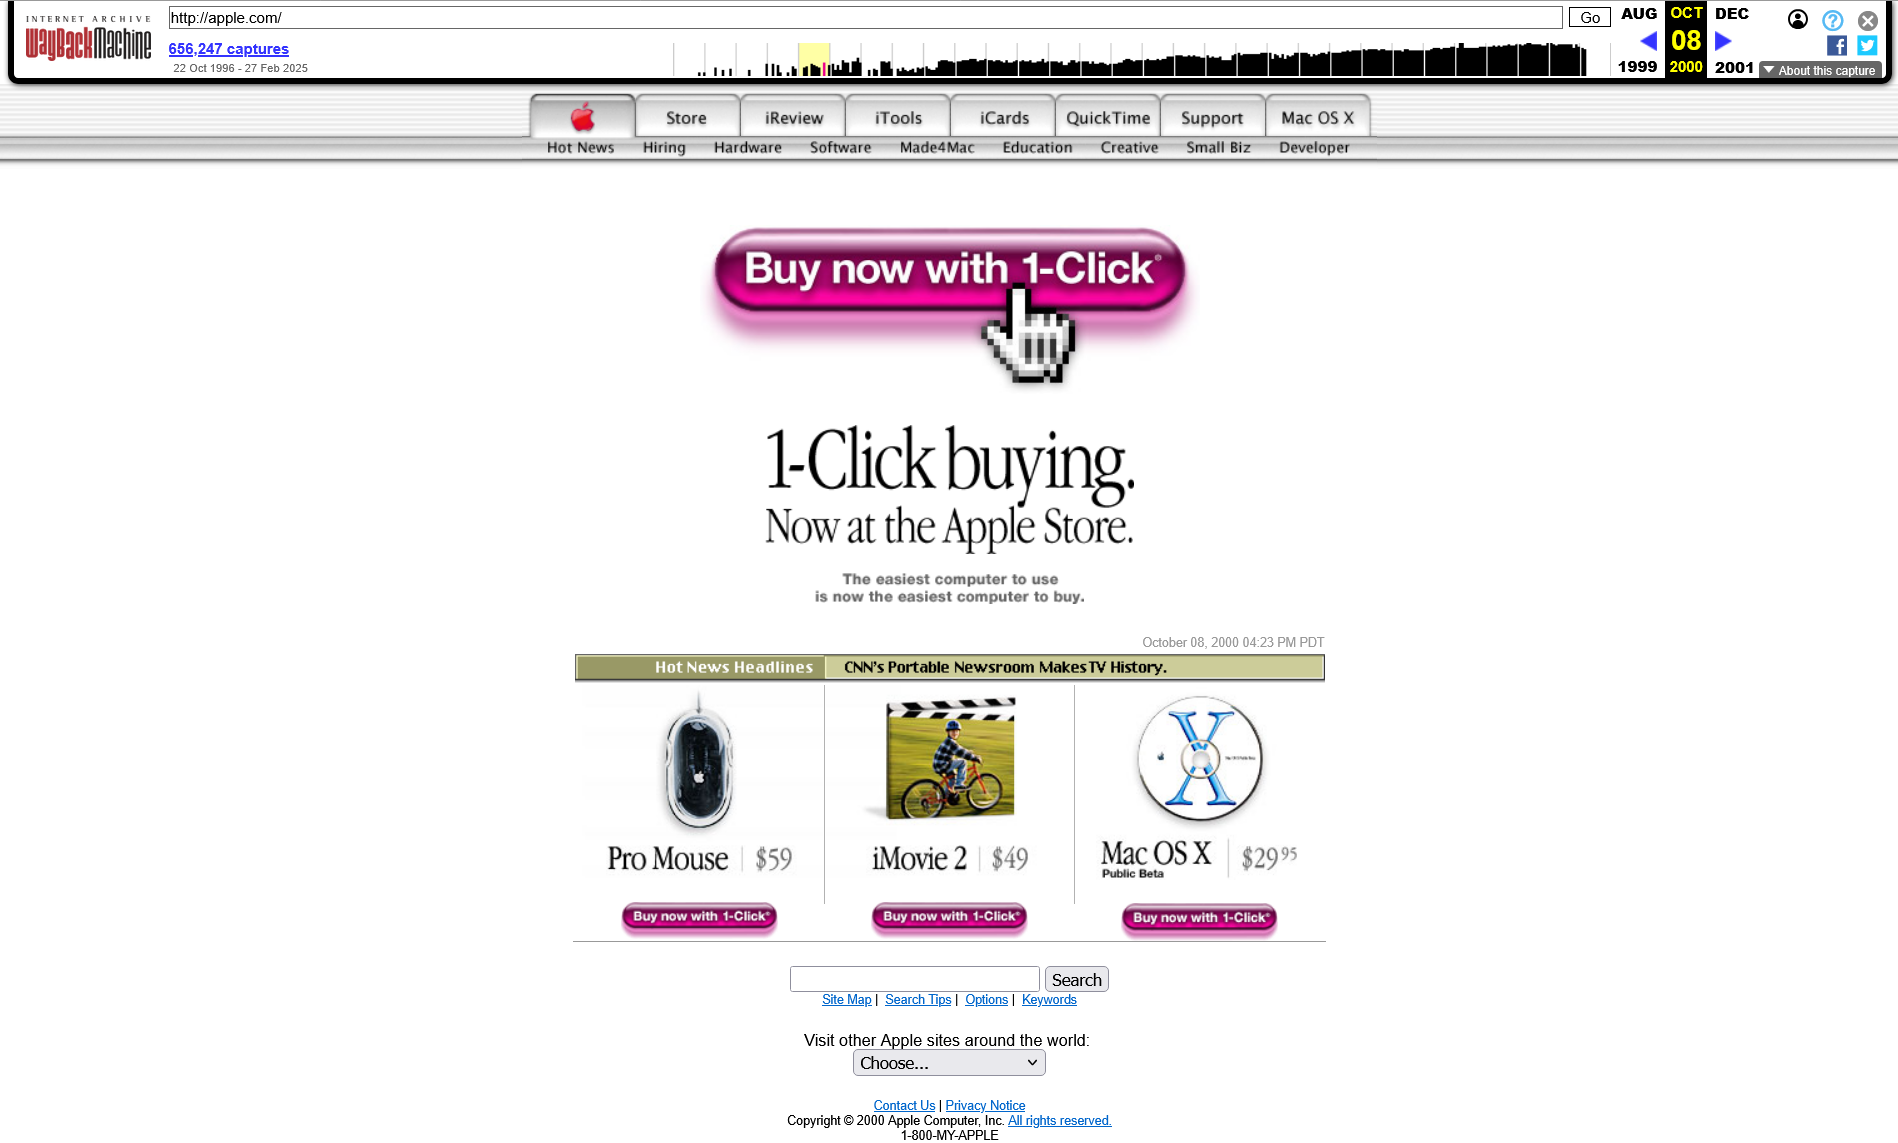 INTERNET ARCHIVE
WayBackMachine
http://apple.com/
Go
656,247 captures
22 Oct 1996 - 27 Feb 2025
AUG OCT DEC
08
1999 2000 2001
About this capture
Store iReview iTools iCards QuickTime Support Mac OS X
Hot News Hiring Hardware Software Made4Mac Education Creative Small Biz Developer
Buy now with 1-Click®
1-Click buying.
Now at the Apple Store.
The easiest computer to use
is now the easiest computer to buy.
October 08, 2000 04:23 PM PDT
Hot News Headlines CNN's Portable Newsroom Makes TV History.
Pro Mouse | $59
iMovie 2 | $49
Mac OS X | $29 95
Public Beta
Buy now with 1-Click® Buy now with 1-Click® Buy now with 1-Click®
Search
Site Map | Search Tips | Options | Keywords
Visit other Apple sites around the world:
Choose...
Contact Us | Privacy Notice
Copyright © 2000 Apple Computer, Inc. All rights reserved.
1-800-MY-APPLE